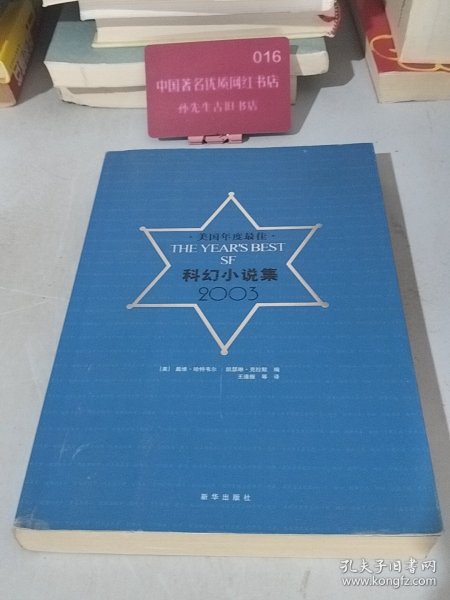 016
中国著名优质网红书店
孙先生古旧书店
·美国年度最佳·
THE YEAR'S BEST
SF
科幻小说集
2003
[美] 戴维·哈特韦尔 凯瑟琳·克拉默 编
王逢振 等 译
新华出版社
孔夫子旧书网
www.kongfz.com